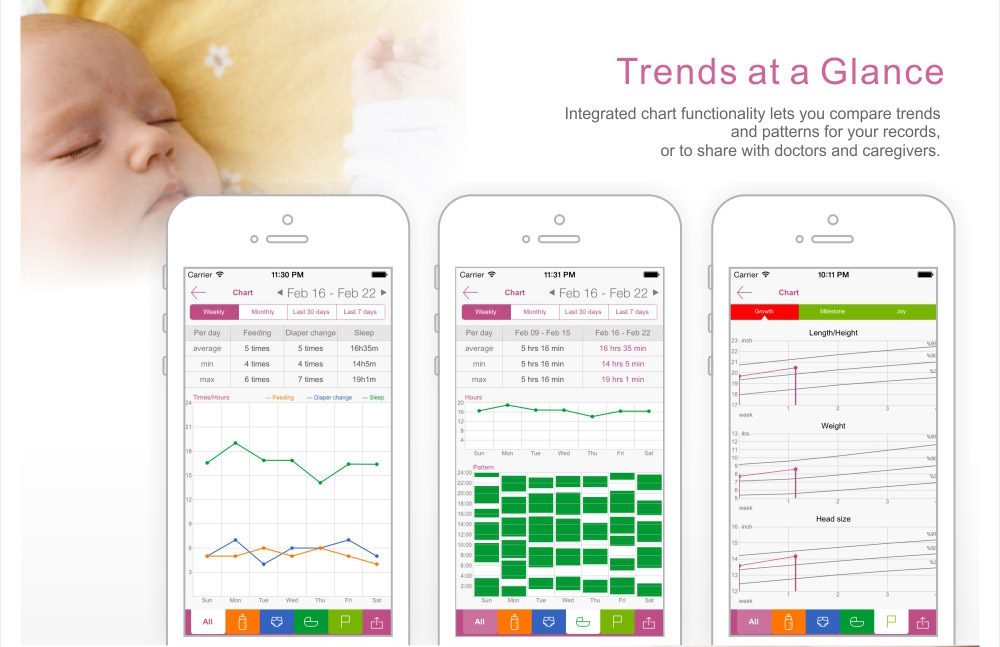 Trends at a Glance
Integrated chart functionality lets you compare trends
and patterns for your records,
or to share with doctors and caregivers.
Carrier 11:30 PM
Chart Feb 16 - Feb 22
Weekly Monthly Last 30 days Last 7 days
Per day Feeding Diaper change Sleep
average 5 times 5 times 16h35m
min 4 times 4 times 14h5m
max 6 times 7 times 19h1m
Times/Hours — Feeding — Diaper change — Sleep
24
21
18
15
12
9
6
3
Sun Mon Tue Wed Thu Fri Sat
All
Carrier 11:31 PM
Chart Feb 16 - Feb 22
Weekly Monthly Last 30 days Last 7 days
Per day Feb 09 - Feb 15 Feb 16 - Feb 22
average 5 hrs 16 min 16 hrs 35 min
min 5 hrs 16 min 14 hrs 5 min
max 5 hrs 16 min 19 hrs 1 min
Hours
20
16
12
8
4
Sun Mon Tue Wed Thu Fri Sat
Pattern
24:00
22:00
20:00
18:00
16:00
14:00
12:00
10:00
8:00
6:00
4:00
2:00
Sun Mon Tue Wed Thu Fri Sat
All
Carrier 10:11 PM
Chart
Growth Milestone Joy
Length/Height
23 inch
22
21
20
19
18
17
1 2 3
week
Weight
13 lbs
12
11
10
9
8
7
6
5
1 2 3
week
Head size
16 inch
15
14
13
12
1 2 3
week
All